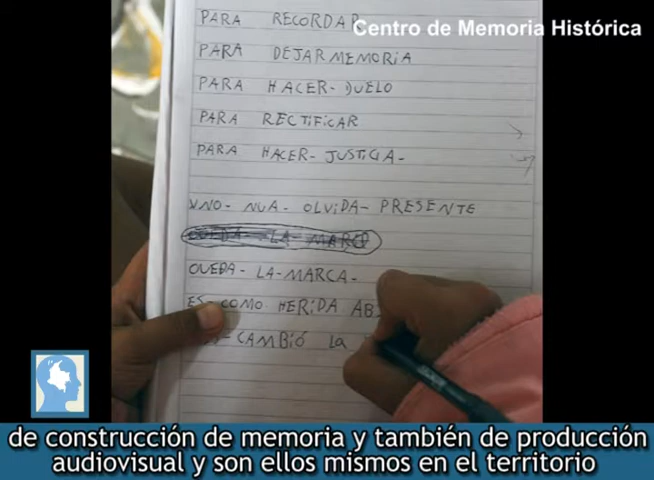 PARA RECORDAR
Centro de Memoria Histórica
PARA DEJAR MEMORIA
PARA HACER-DUELO
PARA RECTiFiCAR
PARA HACER-JUSTiCiA-
UNO- NUA- OLViDA- PRESENTE
QUEDA- LA- MARCA-
ES- COMO HERiDA
CAMBiÓ la
de construcción de memoria y también de producción
audiovisual y son ellos mismos en el territorio